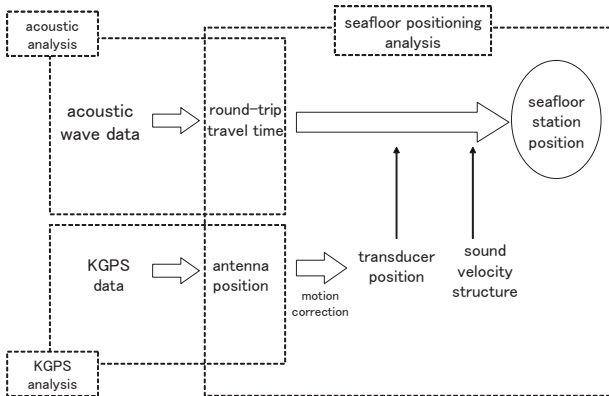 acoustic
analysis
seafloor positioning
analysis
acoustic
wave data
round-trip
travel time
seafloor
station
position
KGPS
data
antenna
position
motion
correction
transducer
position
sound
velocity
structure
KGPS
analysis